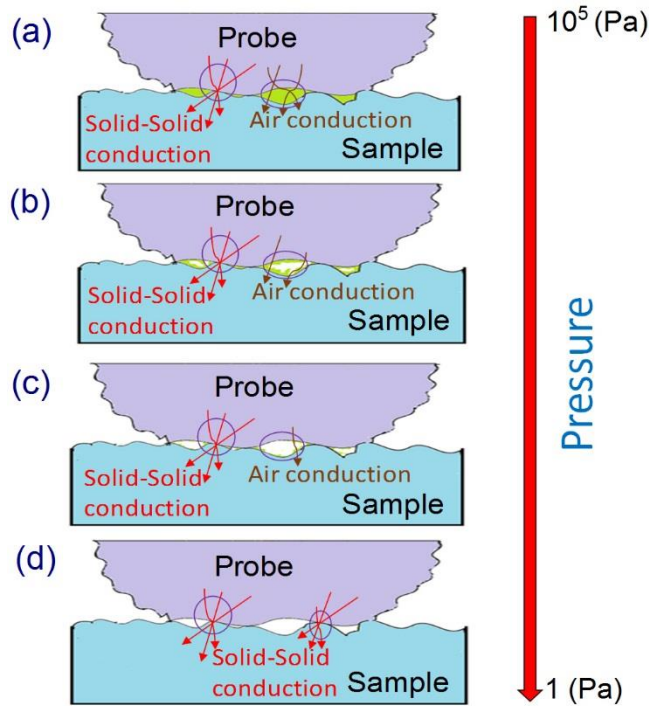 (a)
Probe
Solid-Solid
conduction
Air conduction
Sample
(b)
Probe
Solid-Solid
conduction
Air conduction
Sample
(c)
Probe
Solid-Solid
conduction
Air conduction
Sample
(d)
Probe
Solid-Solid
conduction
Sample
10⁵ (Pa)
Pressure
1 (Pa)